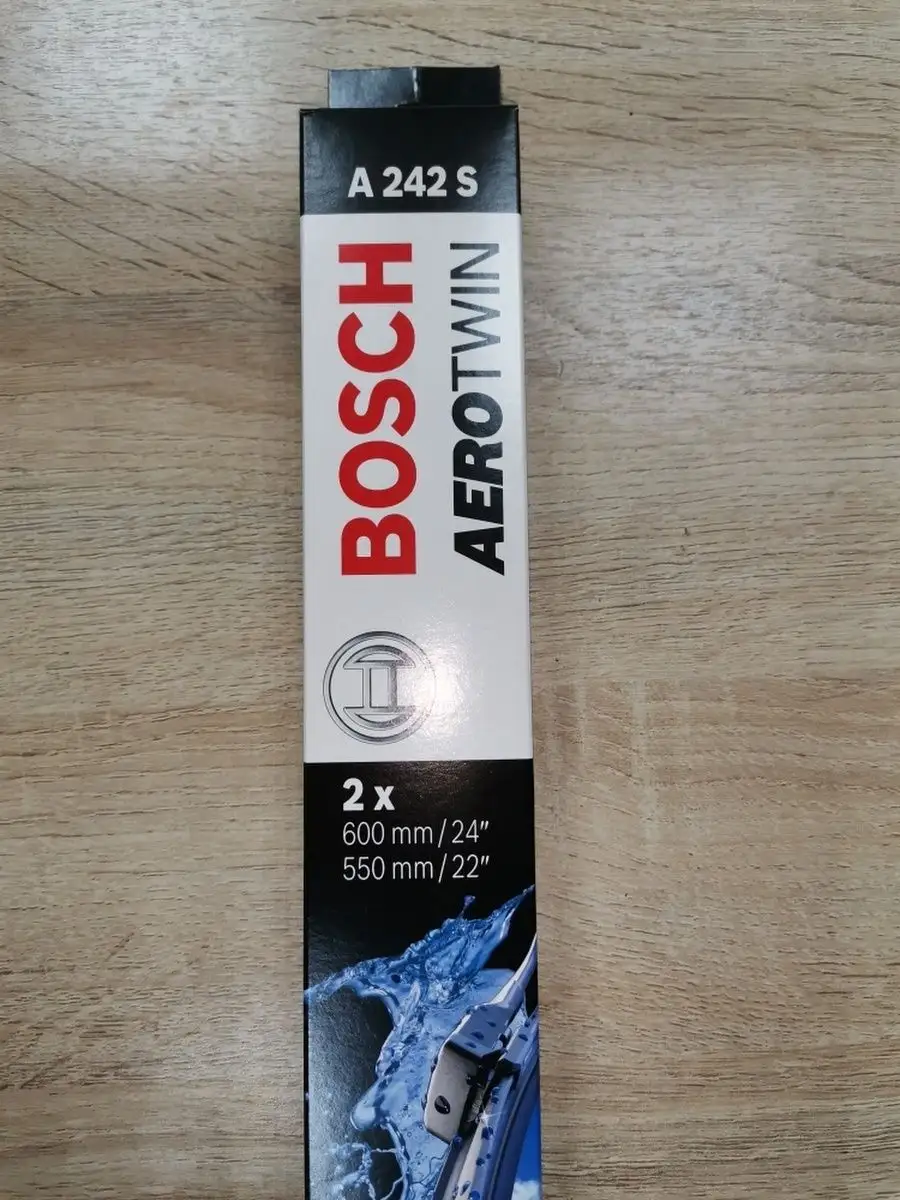 A 242 S
BOSCH
AEROTWIN
2 x
600 mm / 24"
550 mm / 22"